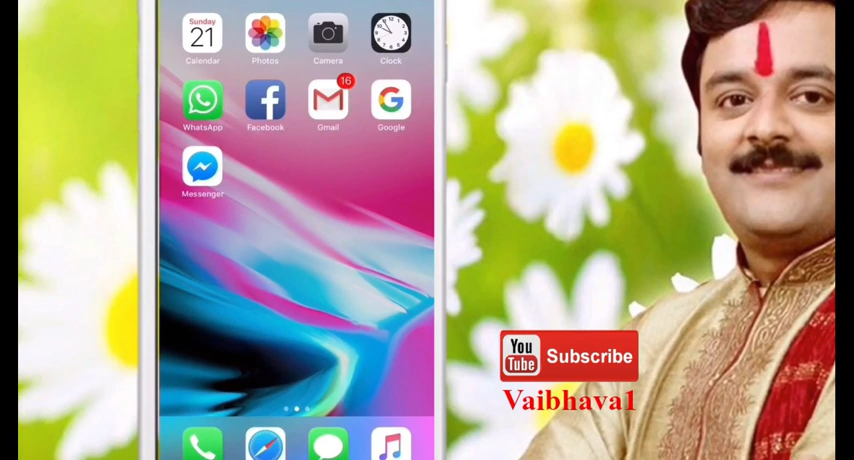 Sunday
21
Calendar
Photos
Camera
Clock
WhatsApp
Facebook
16
Gmail
Google
Messenger
You
Tube
Subscribe
Vaibhava1